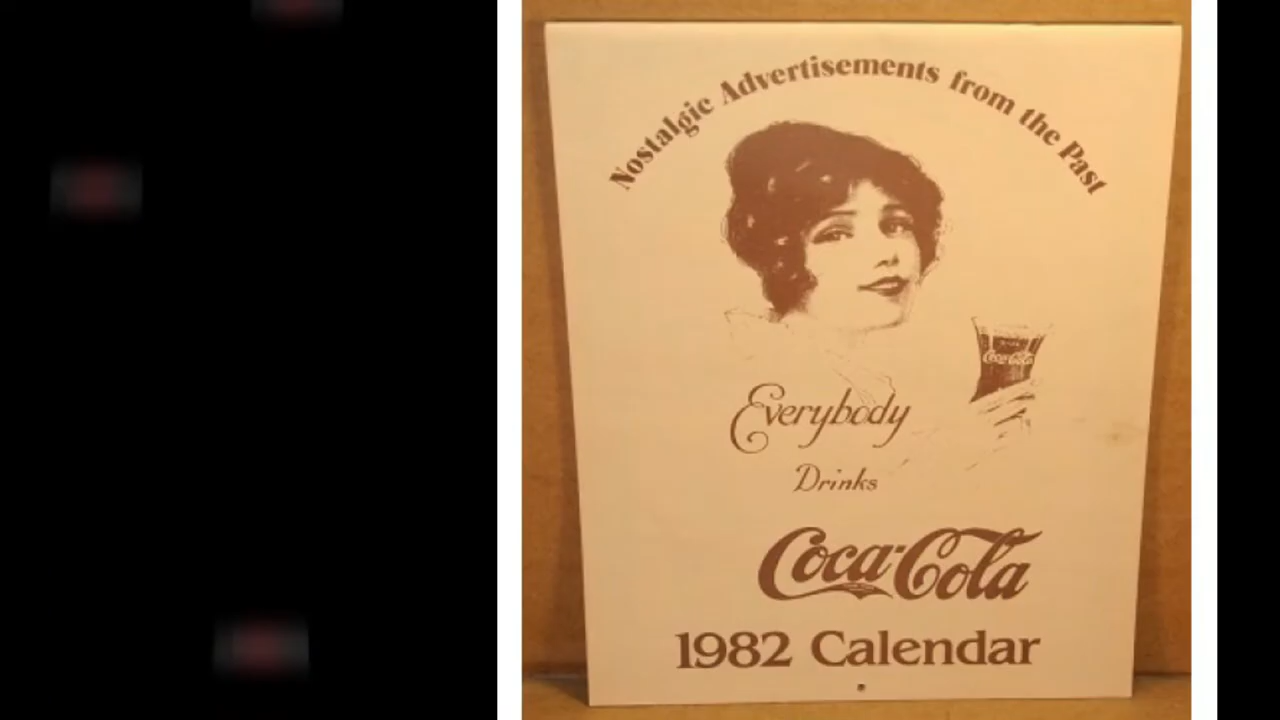 Nostalgic Advertisements from the Past
Coca-Cola
Everybody
Drinks
Coca-Cola
1982 Calendar